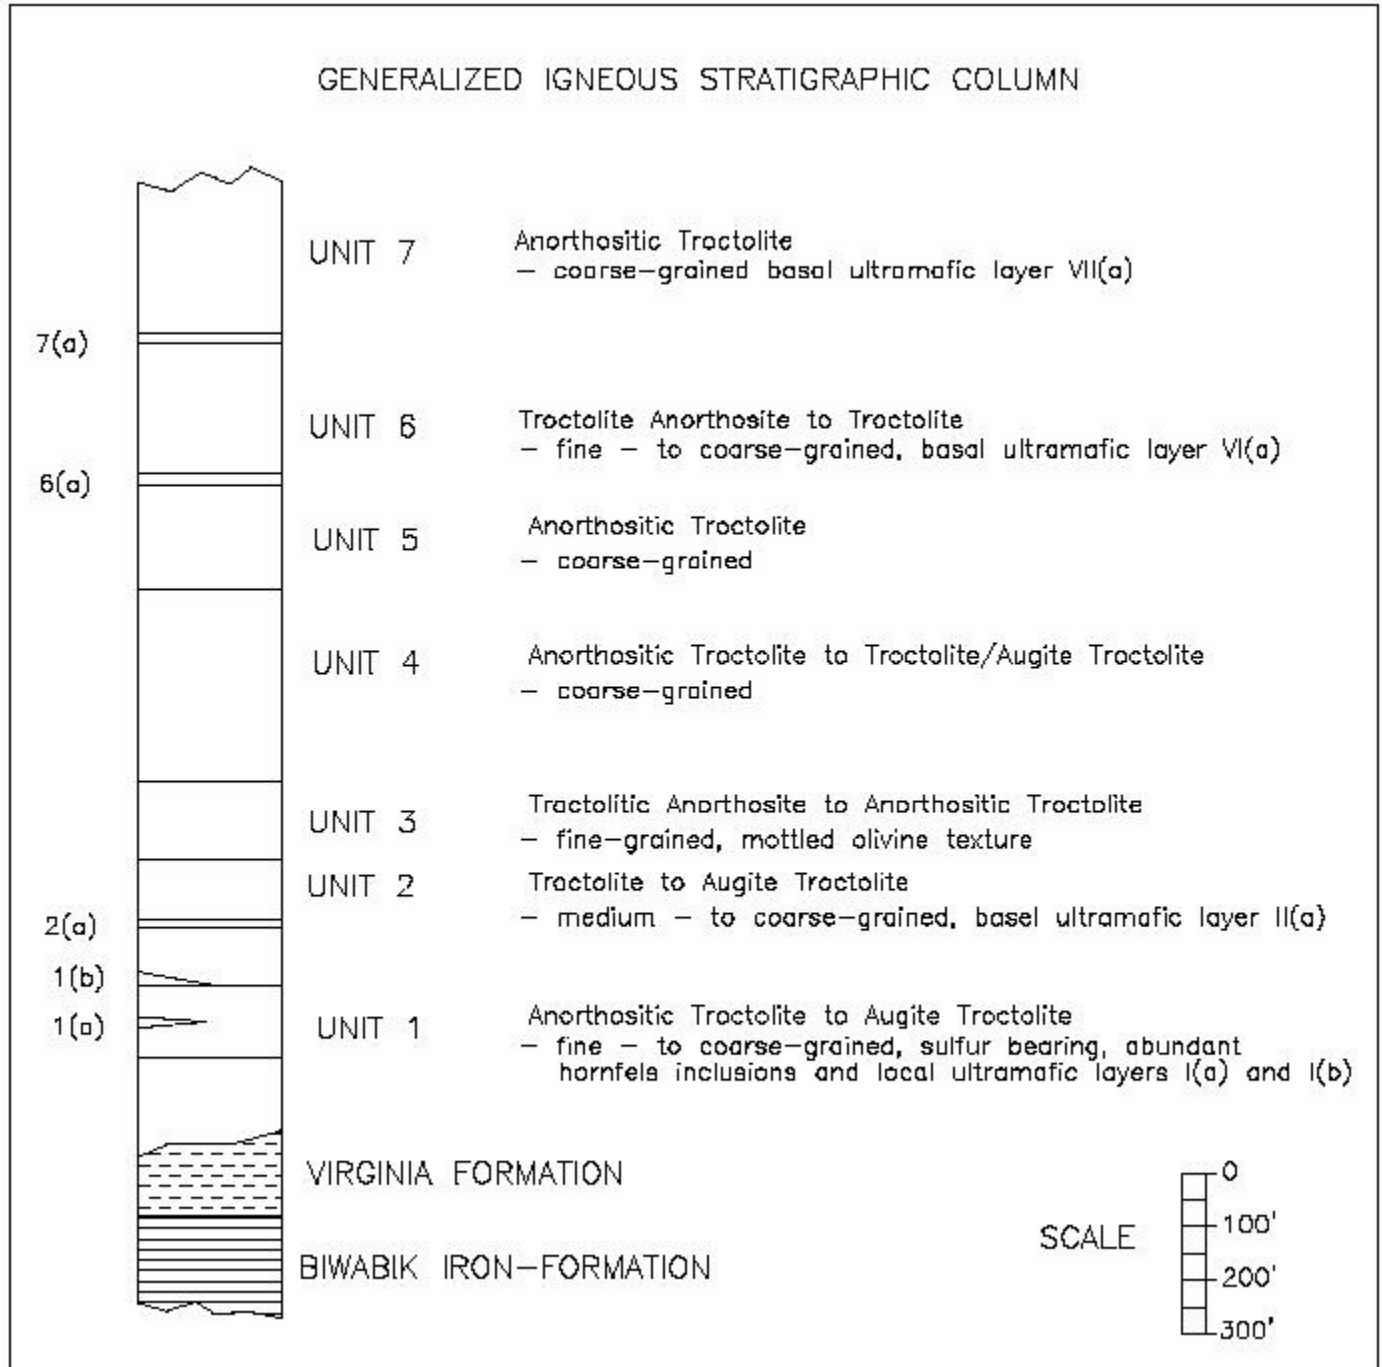 GENERALIZED IGNEOUS STRATIGRAPHIC COLUMN
UNIT 7
Anorthositic Troctolite
– coarse–grained basal ultramafic layer VII(a)
7(a)
UNIT 6
Troctolite Anorthosite to Troctolite
– fine – to coarse–grained, basal ultramafic layer VI(a)
6(a)
UNIT 5
Anorthositic Troctolite
– coarse–grained
UNIT 4
Anorthositic Troctolite to Troctolite/Augite Troctolite
– coarse–grained
UNIT 3
Troctolitic Anorthosite to Anorthositic Troctolite
– fine–grained, mottled olivine texture
UNIT 2
Troctolite to Augite Troctolite
– medium – to coarse–grained, basel ultramafic layer II(a)
2(a)
1(b)
1(a)
UNIT 1
Anorthositic Troctolite to Augite Troctolite
– fine – to coarse–grained, sulfur bearing, abundant
hornfels inclusions and local ultramafic layers I(a) and I(b)
VIRGINIA FORMATION
BIWABIK IRON–FORMATION
SCALE
0
100'
200'
300'